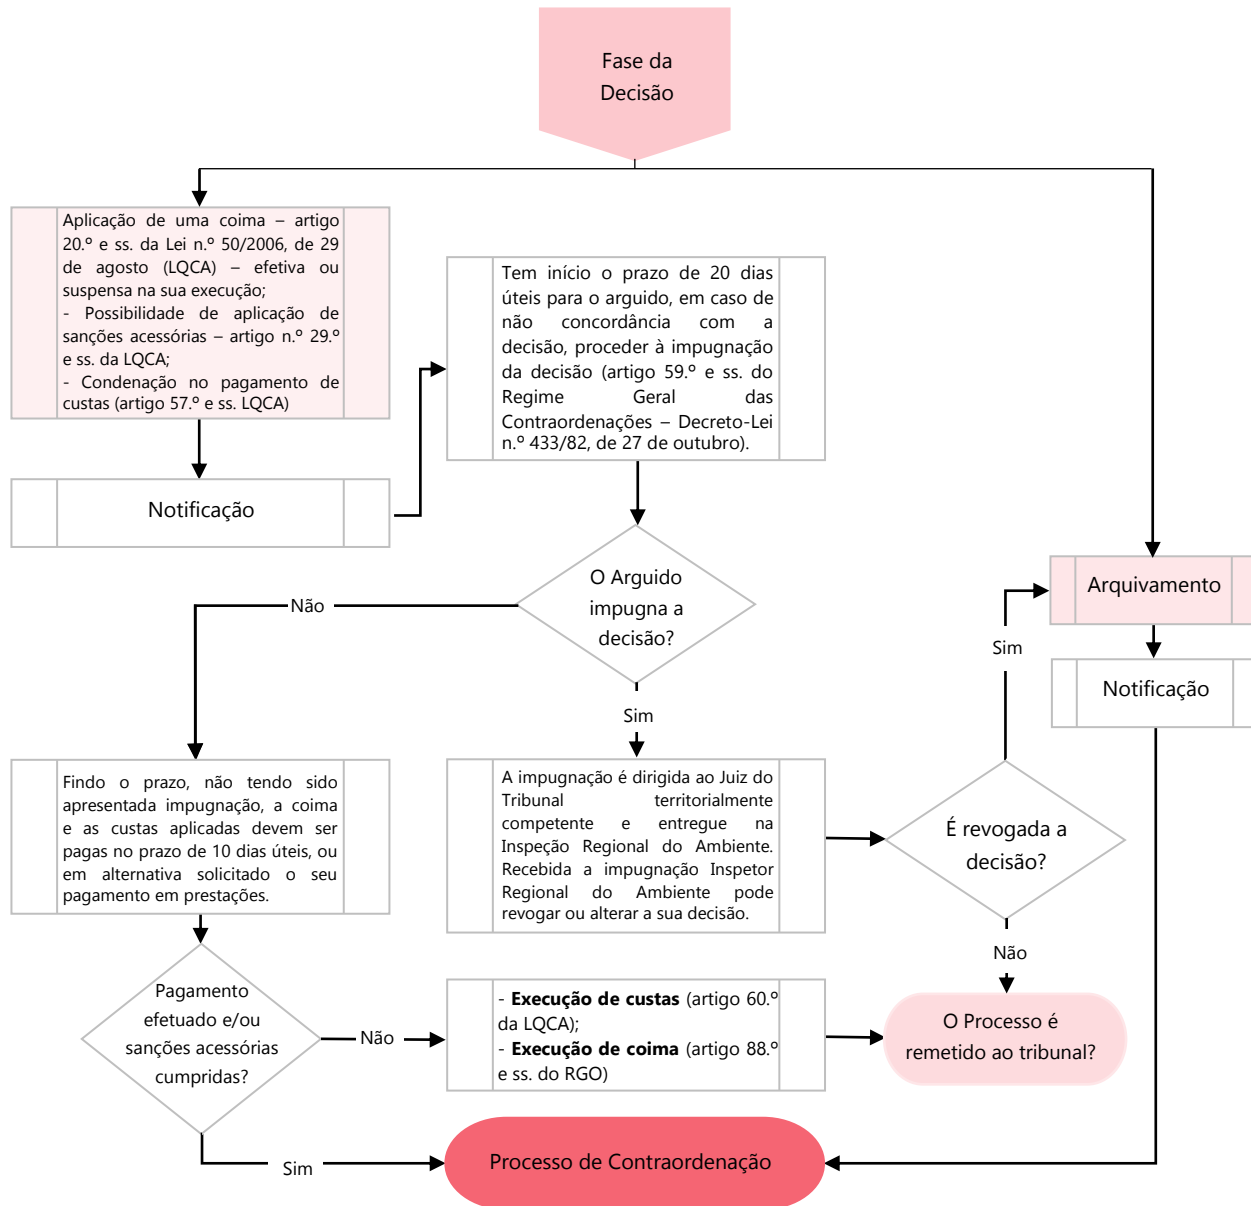 Fase da
Decisão
Aplicação de uma coima – artigo
20.º e ss. da Lei n.º 50/2006, de 29
de agosto (LQCA) – efetiva ou
suspensa na sua execução;
- Possibilidade de aplicação de
sanções acessórias – artigo n.º 29.º
e ss. da LQCA;
- Condenação no pagamento de
custas (artigo 57.º e ss. LQCA)
Notificação
Tem início o prazo de 20 dias
úteis para o arguido, em caso de
não concordância com a
decisão, proceder à impugnação
da decisão (artigo 59.º e ss. do
Regime Geral das
Contraordenações – Decreto-Lei
n.º 433/82, de 27 de outubro).
O Arguido
impugna a
decisão?
Não
Sim
Arquivamento
Notificação
Sim
Findo o prazo, não tendo sido
apresentada impugnação, a coima
e as custas aplicadas devem ser
pagas no prazo de 10 dias úteis, ou
em alternativa solicitado o seu
pagamento em prestações.
A impugnação é dirigida ao Juiz do
Tribunal territorialmente
competente e entregue na
Inspeção Regional do Ambiente.
Recebida a impugnação Inspetor
Regional do Ambiente pode
revogar ou alterar a sua decisão.
É revogada a
decisão?
Não
Pagamento
efetuado e/ou
sanções acessórias
cumpridas?
Não
- Execução de custas (artigo 60.º
da LQCA);
- Execução de coima (artigo 88.º
e ss. do RGO)
O Processo é
remetido ao tribunal?
Sim
Processo de Contraordenação